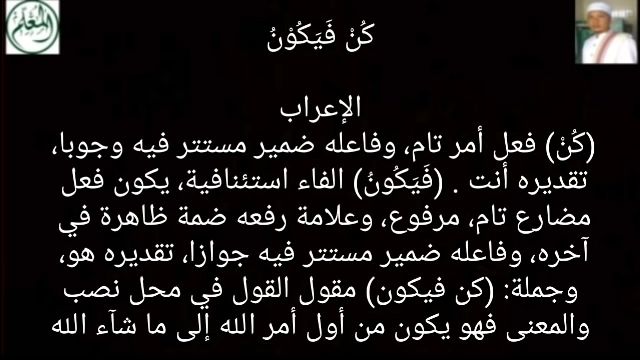 المعلم
كُنْ فَيَكُوْنُ
الإعراب
(كُنْ) فعل أمر تام، وفاعله ضمير مستتر فيه وجوبا،
تقديره أنت . (فَيَكُونُ) الفاء استئنافية، يكون فعل
مضارع تام، مرفوع، وعلامة رفعه ضمة ظاهرة في
آخره، وفاعله ضمير مستتر فيه جوازا، تقديره هو،
وجملة: (كن فيكون) مقول القول في محل نصب
والمعنى فهو يكون من أول أمر الله إلى ما شآء الله